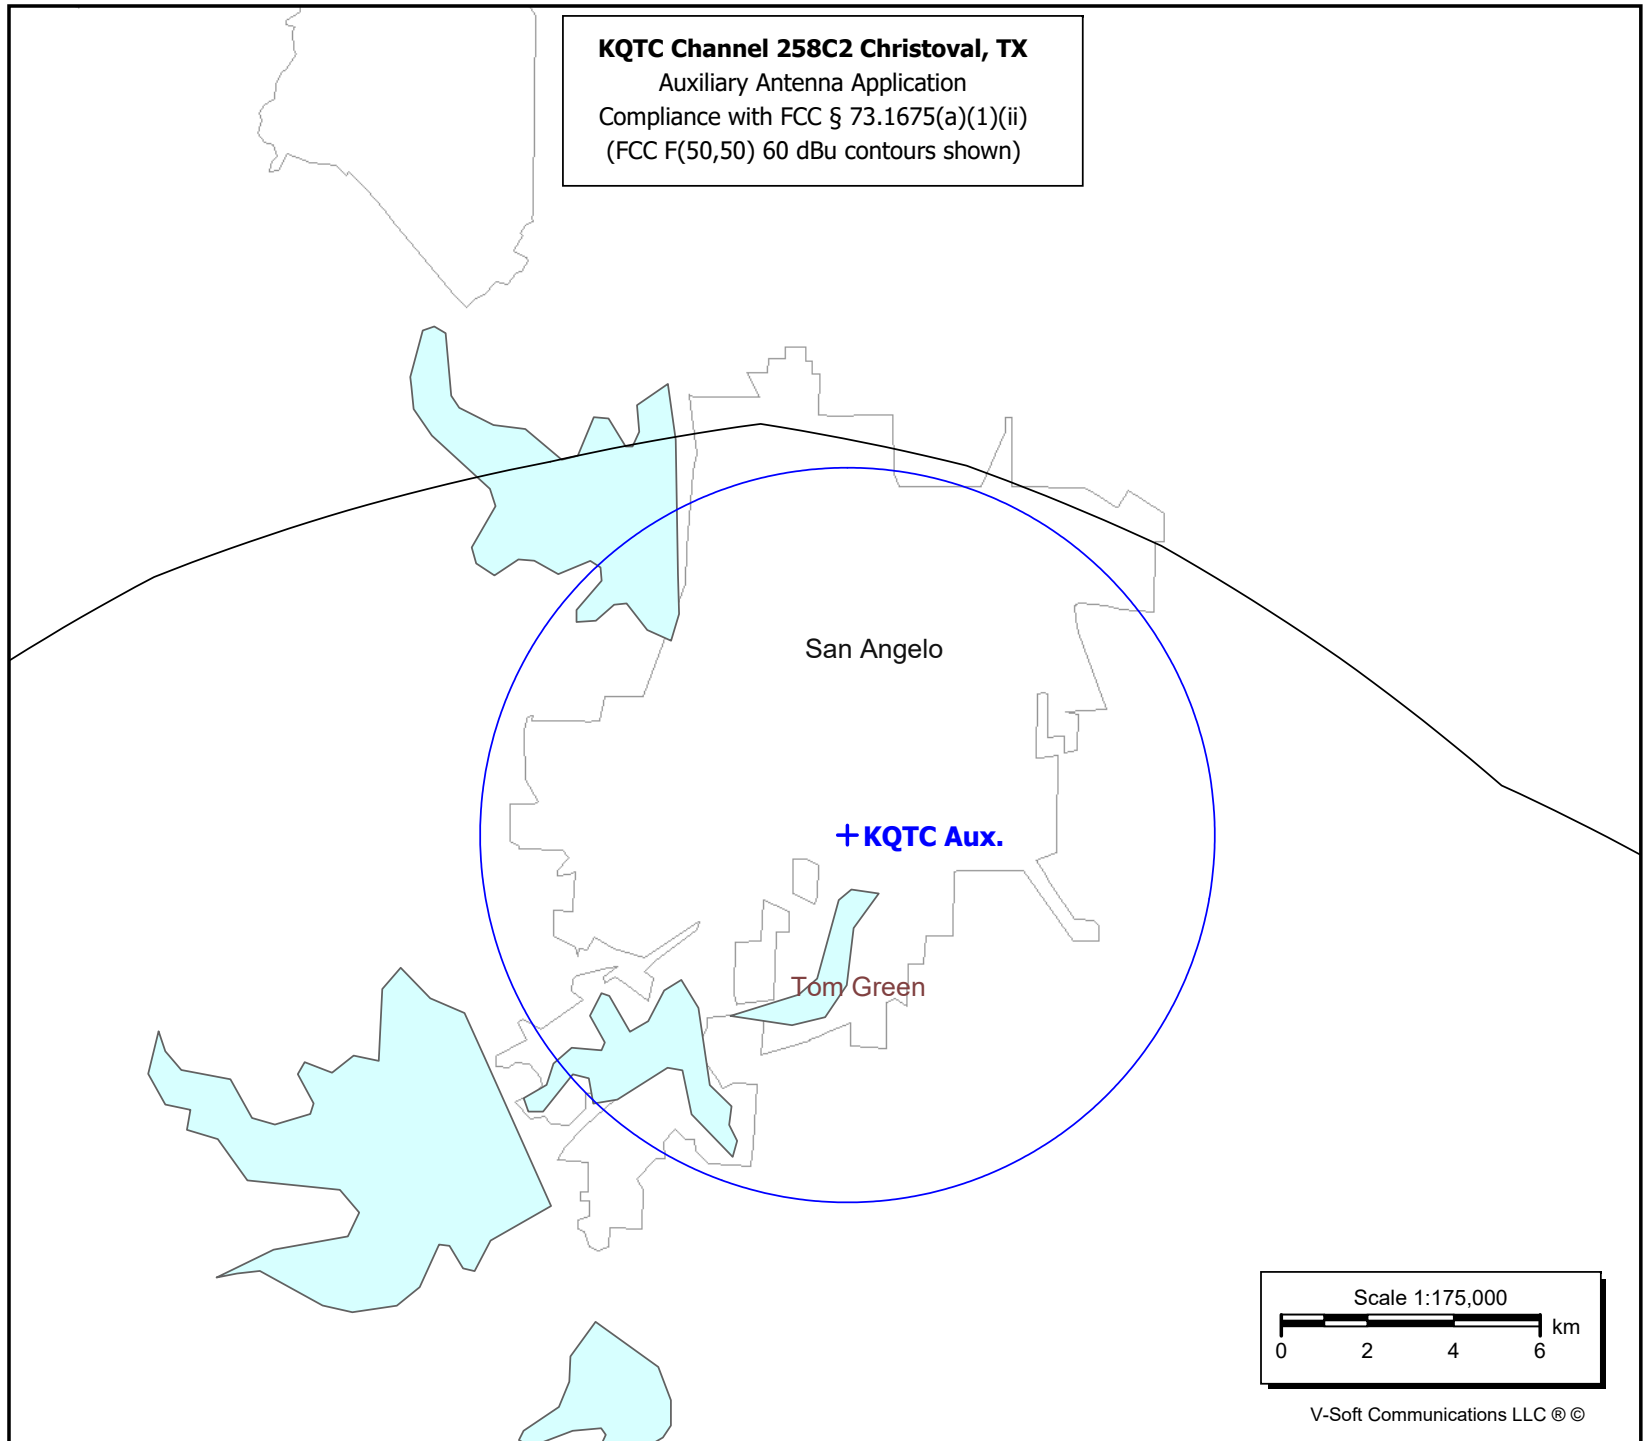 KQTC Channel 258C2 Christoval, TX
Auxiliary Antenna Application
Compliance with FCC § 73.1675(a)(1)(ii)
(FCC F(50,50) 60 dBu contours shown)
San Angelo
KQTC Aux.
Tom Green
Scale 1:175,000
km
0 2 4 6
V-Soft Communications LLC ® ©